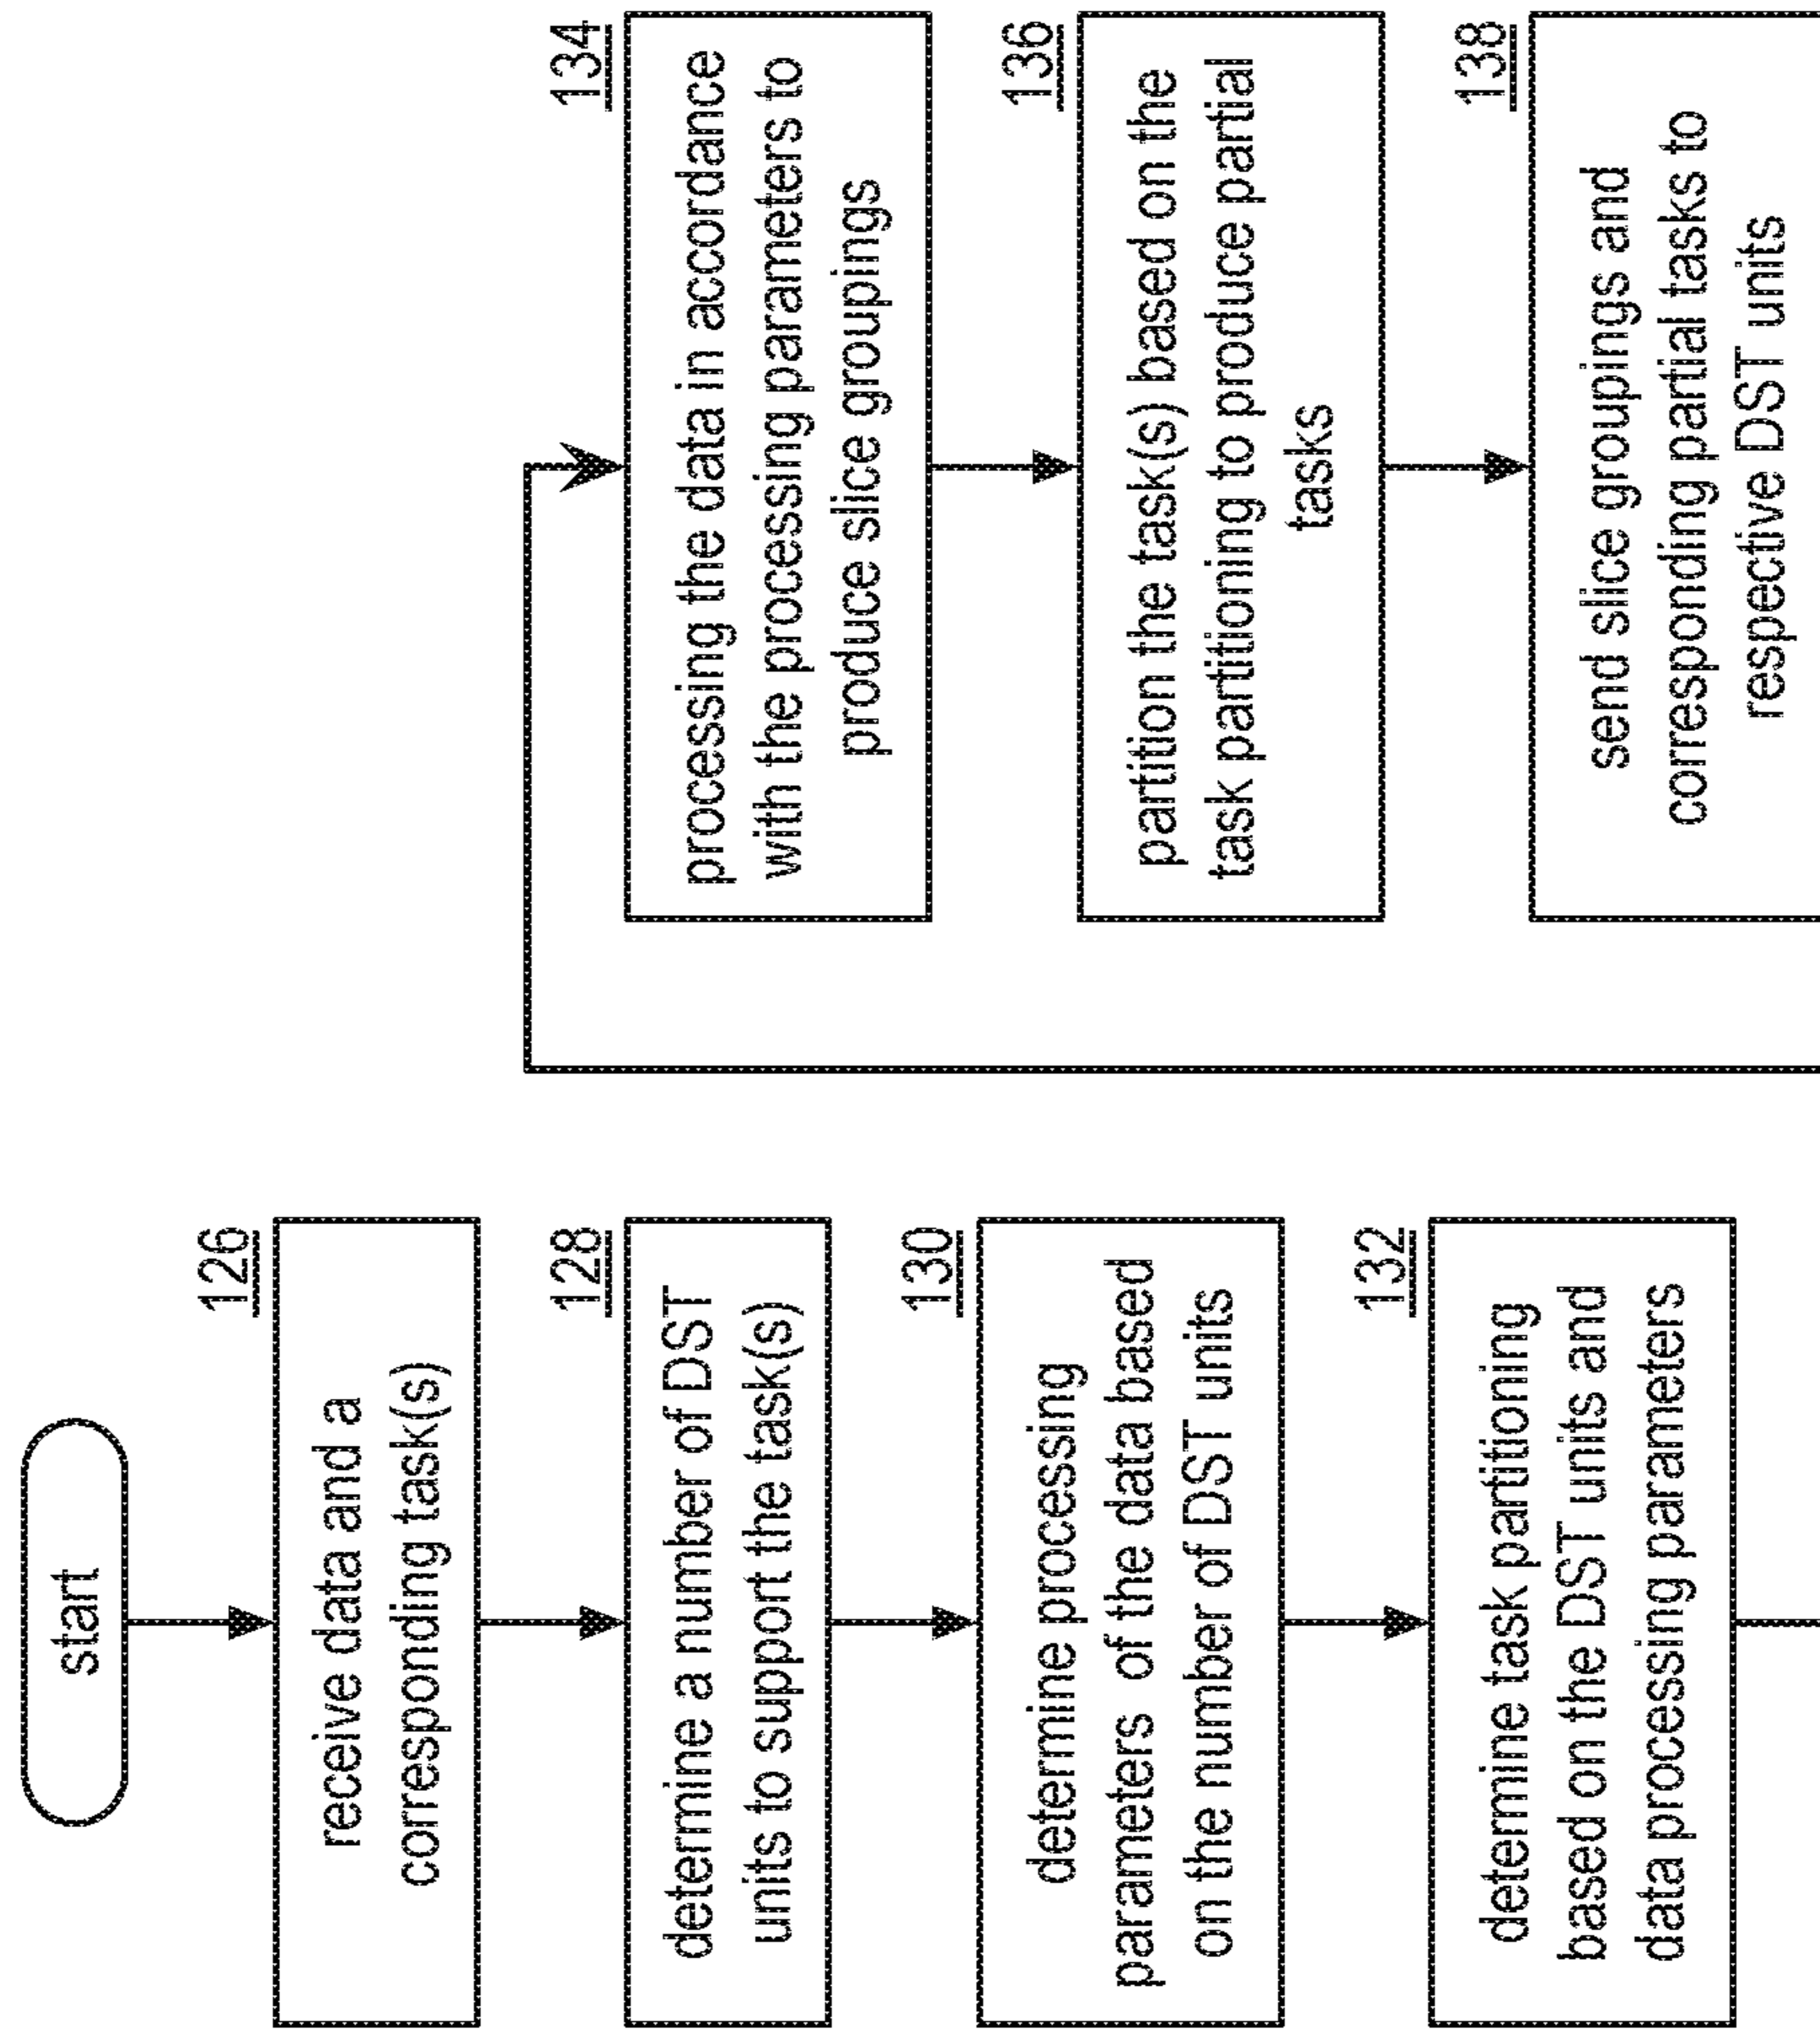 start
126
receive data and a
corresponding task(s)
128
determine a number of DST
units to support the task(s)
130
determine processing
parameters of the data based
on the number of DST units
132
determine task partitioning
based on the DST units and
data processing parameters
134
processing the data in accordance
with the processing parameters to
produce slice groupings
136
partition the task(s) based on the
task partitioning to produce partial
tasks
138
send slice groupings and
corresponding partial tasks to
respective DST units